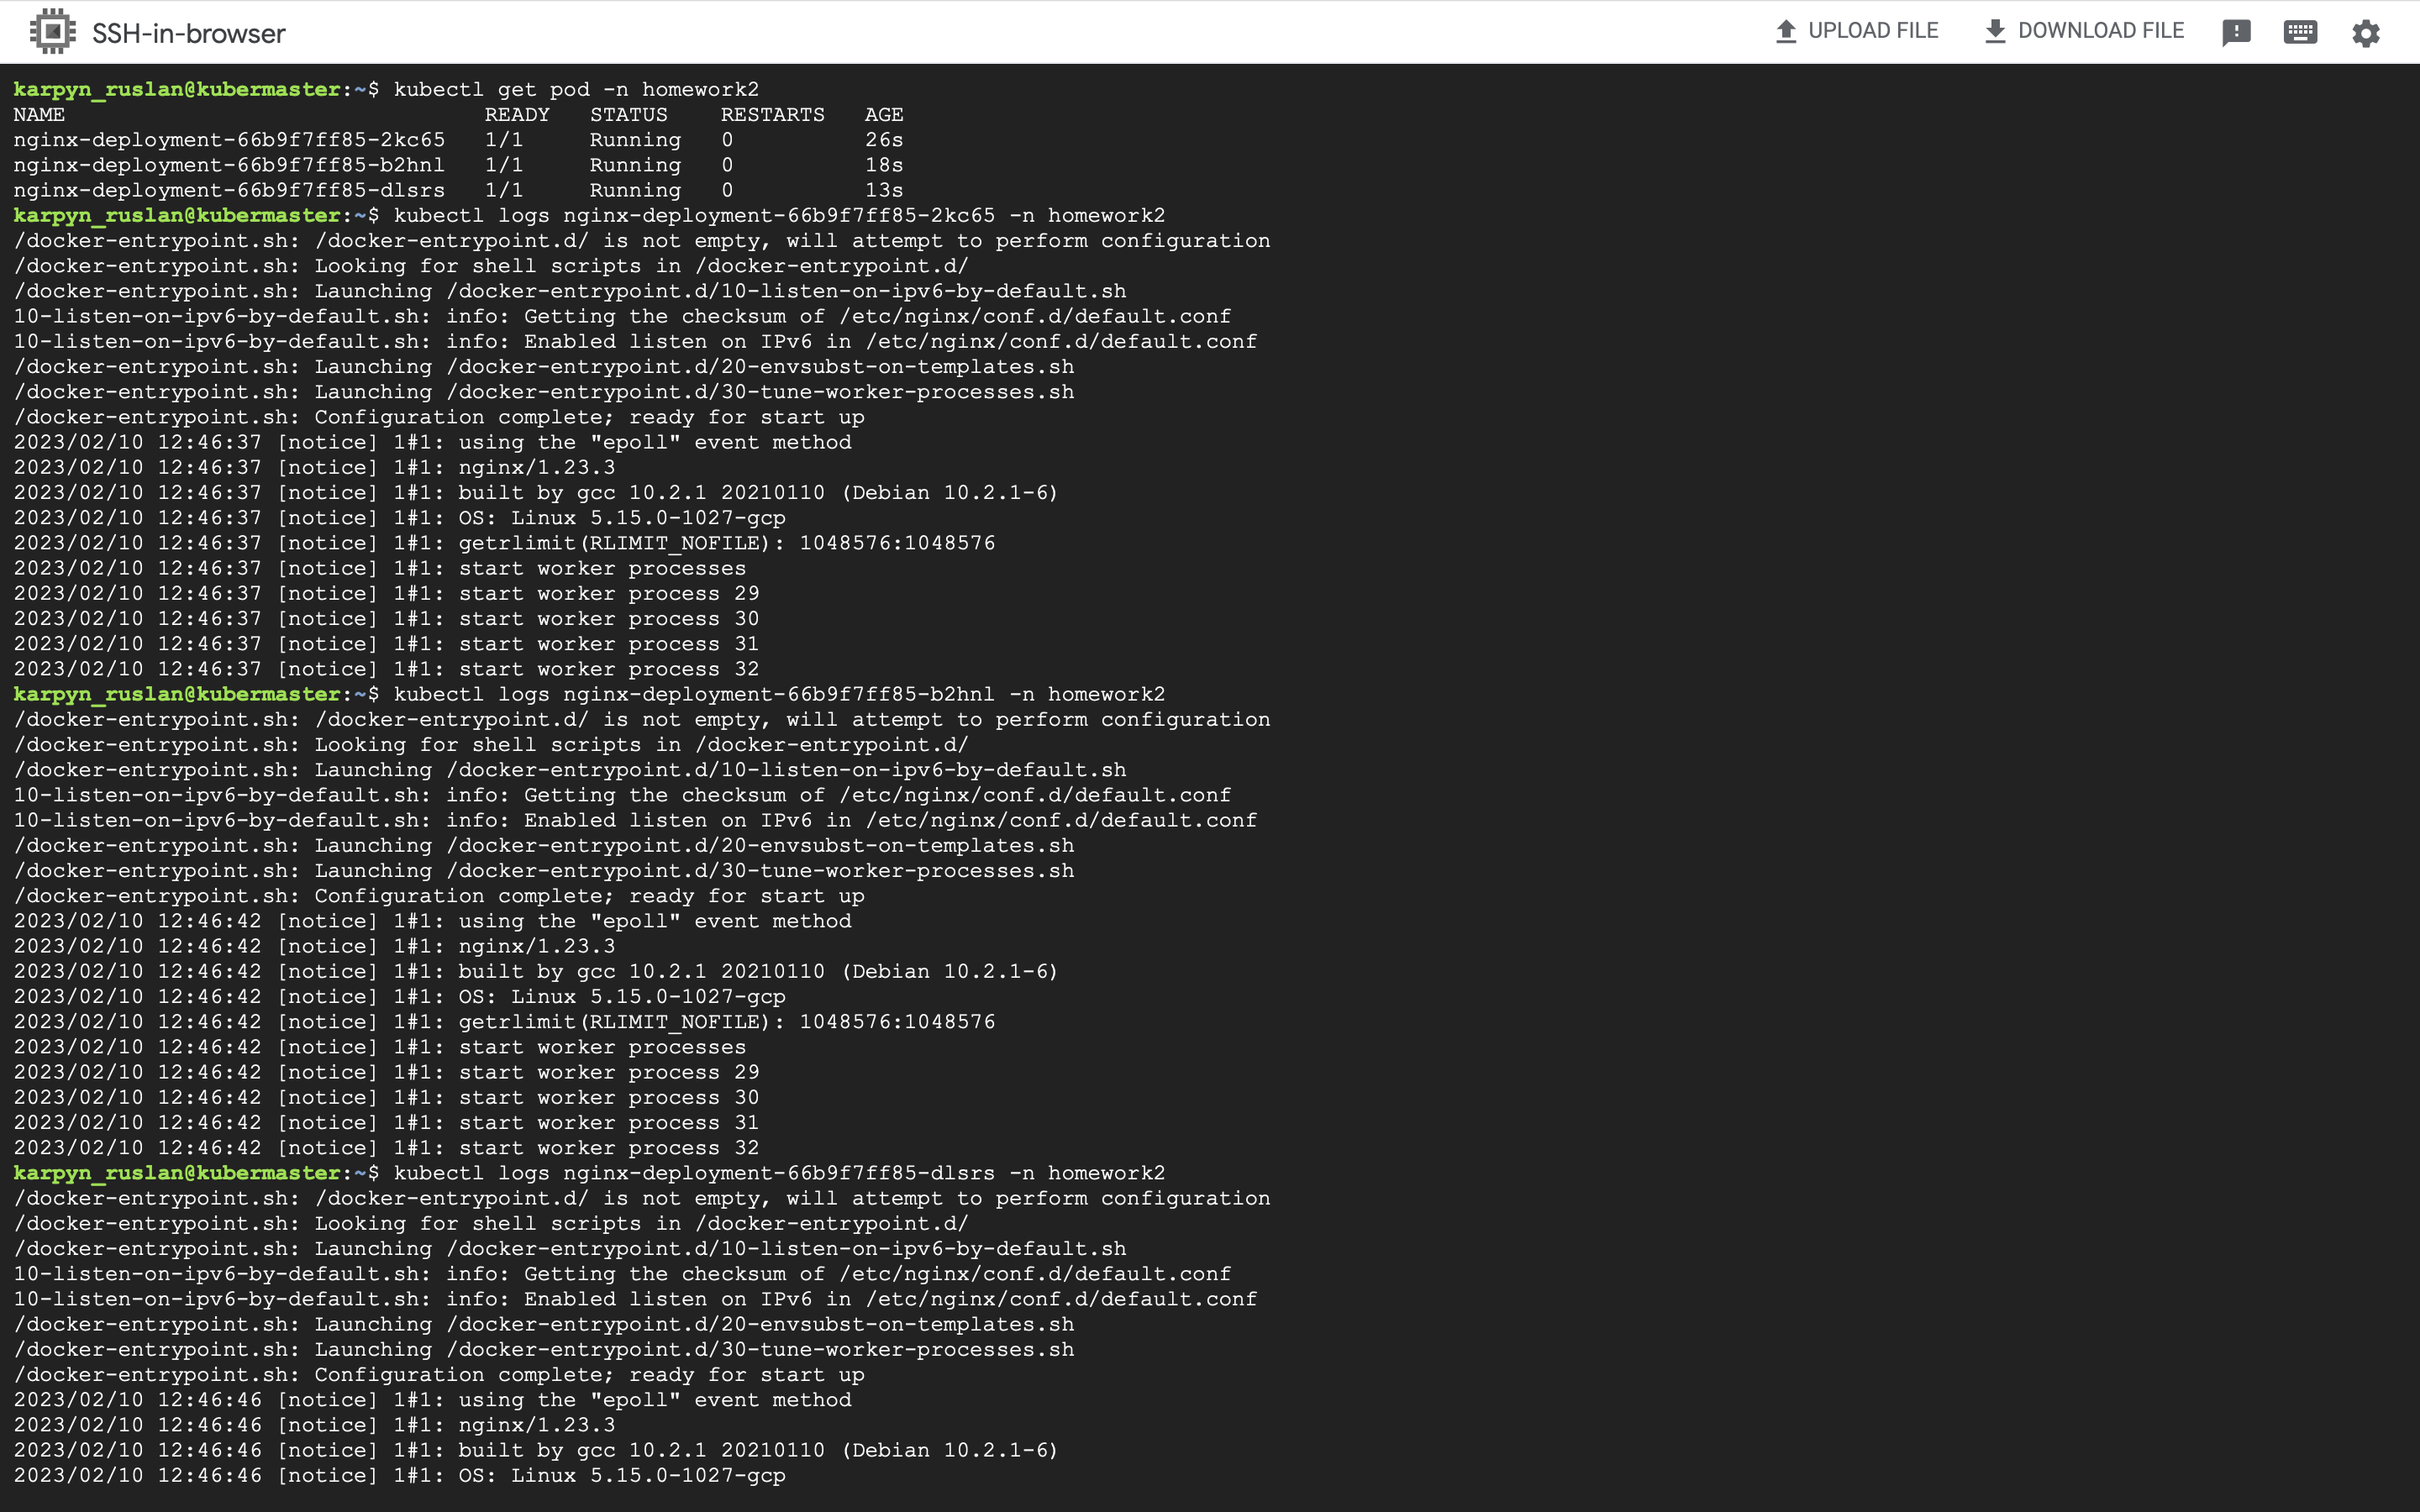 SSH-in-browser UPLOAD FILE DOWNLOAD FILE
karpyn_ruslan@kubermaster:~$ kubectl get pod -n homework2
NAME READY STATUS RESTARTS AGE
nginx-deployment-66b9f7ff85-2kc65 1/1 Running 0 26s
nginx-deployment-66b9f7ff85-b2hnl 1/1 Running 0 18s
nginx-deployment-66b9f7ff85-dlsrs 1/1 Running 0 13s
karpyn_ruslan@kubermaster:~$ kubectl logs nginx-deployment-66b9f7ff85-2kc65 -n homework2
/docker-entrypoint.sh: /docker-entrypoint.d/ is not empty, will attempt to perform configuration
/docker-entrypoint.sh: Looking for shell scripts in /docker-entrypoint.d/
/docker-entrypoint.sh: Launching /docker-entrypoint.d/10-listen-on-ipv6-by-default.sh
10-listen-on-ipv6-by-default.sh: info: Getting the checksum of /etc/nginx/conf.d/default.conf
10-listen-on-ipv6-by-default.sh: info: Enabled listen on IPv6 in /etc/nginx/conf.d/default.conf
/docker-entrypoint.sh: Launching /docker-entrypoint.d/20-envsubst-on-templates.sh
/docker-entrypoint.sh: Launching /docker-entrypoint.d/30-tune-worker-processes.sh
/docker-entrypoint.sh: Configuration complete; ready for start up
2023/02/10 12:46:37 [notice] 1#1: using the "epoll" event method
2023/02/10 12:46:37 [notice] 1#1: nginx/1.23.3
2023/02/10 12:46:37 [notice] 1#1: built by gcc 10.2.1 20210110 (Debian 10.2.1-6)
2023/02/10 12:46:37 [notice] 1#1: OS: Linux 5.15.0-1027-gcp
2023/02/10 12:46:37 [notice] 1#1: getrlimit(RLIMIT_NOFILE): 1048576:1048576
2023/02/10 12:46:37 [notice] 1#1: start worker processes
2023/02/10 12:46:37 [notice] 1#1: start worker process 29
2023/02/10 12:46:37 [notice] 1#1: start worker process 30
2023/02/10 12:46:37 [notice] 1#1: start worker process 31
2023/02/10 12:46:37 [notice] 1#1: start worker process 32
karpyn_ruslan@kubermaster:~$ kubectl logs nginx-deployment-66b9f7ff85-b2hnl -n homework2
/docker-entrypoint.sh: /docker-entrypoint.d/ is not empty, will attempt to perform configuration
/docker-entrypoint.sh: Looking for shell scripts in /docker-entrypoint.d/
/docker-entrypoint.sh: Launching /docker-entrypoint.d/10-listen-on-ipv6-by-default.sh
10-listen-on-ipv6-by-default.sh: info: Getting the checksum of /etc/nginx/conf.d/default.conf
10-listen-on-ipv6-by-default.sh: info: Enabled listen on IPv6 in /etc/nginx/conf.d/default.conf
/docker-entrypoint.sh: Launching /docker-entrypoint.d/20-envsubst-on-templates.sh
/docker-entrypoint.sh: Launching /docker-entrypoint.d/30-tune-worker-processes.sh
/docker-entrypoint.sh: Configuration complete; ready for start up
2023/02/10 12:46:42 [notice] 1#1: using the "epoll" event method
2023/02/10 12:46:42 [notice] 1#1: nginx/1.23.3
2023/02/10 12:46:42 [notice] 1#1: built by gcc 10.2.1 20210110 (Debian 10.2.1-6)
2023/02/10 12:46:42 [notice] 1#1: OS: Linux 5.15.0-1027-gcp
2023/02/10 12:46:42 [notice] 1#1: getrlimit(RLIMIT_NOFILE): 1048576:1048576
2023/02/10 12:46:42 [notice] 1#1: start worker processes
2023/02/10 12:46:42 [notice] 1#1: start worker process 29
2023/02/10 12:46:42 [notice] 1#1: start worker process 30
2023/02/10 12:46:42 [notice] 1#1: start worker process 31
2023/02/10 12:46:42 [notice] 1#1: start worker process 32
karpyn_ruslan@kubermaster:~$ kubectl logs nginx-deployment-66b9f7ff85-dlsrs -n homework2
/docker-entrypoint.sh: /docker-entrypoint.d/ is not empty, will attempt to perform configuration
/docker-entrypoint.sh: Looking for shell scripts in /docker-entrypoint.d/
/docker-entrypoint.sh: Launching /docker-entrypoint.d/10-listen-on-ipv6-by-default.sh
10-listen-on-ipv6-by-default.sh: info: Getting the checksum of /etc/nginx/conf.d/default.conf
10-listen-on-ipv6-by-default.sh: info: Enabled listen on IPv6 in /etc/nginx/conf.d/default.conf
/docker-entrypoint.sh: Launching /docker-entrypoint.d/20-envsubst-on-templates.sh
/docker-entrypoint.sh: Launching /docker-entrypoint.d/30-tune-worker-processes.sh
/docker-entrypoint.sh: Configuration complete; ready for start up
2023/02/10 12:46:46 [notice] 1#1: using the "epoll" event method
2023/02/10 12:46:46 [notice] 1#1: nginx/1.23.3
2023/02/10 12:46:46 [notice] 1#1: built by gcc 10.2.1 20210110 (Debian 10.2.1-6)
2023/02/10 12:46:46 [notice] 1#1: OS: Linux 5.15.0-1027-gcp